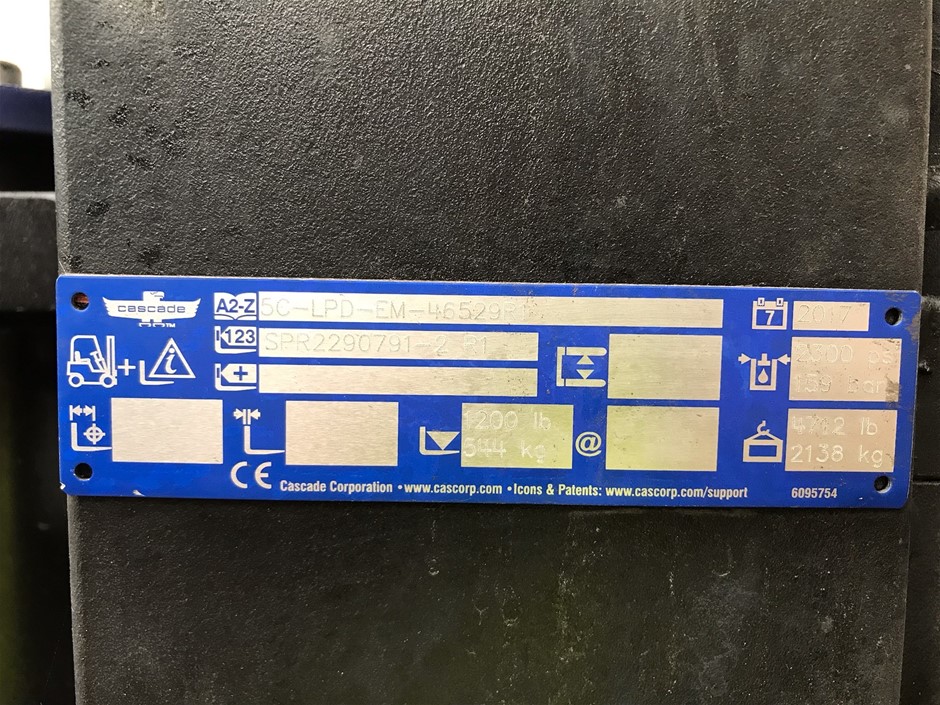 cascade™
A2-Z
5C-LPD-EM-46529
7
2017
123
SPR2290791-2 R1
1200 lb
544 kg
@
4712 lb
2138 kg
CE
Cascade Corporation • www.cascorp.com • Icons & Patents: www.cascorp.com/support
6095754